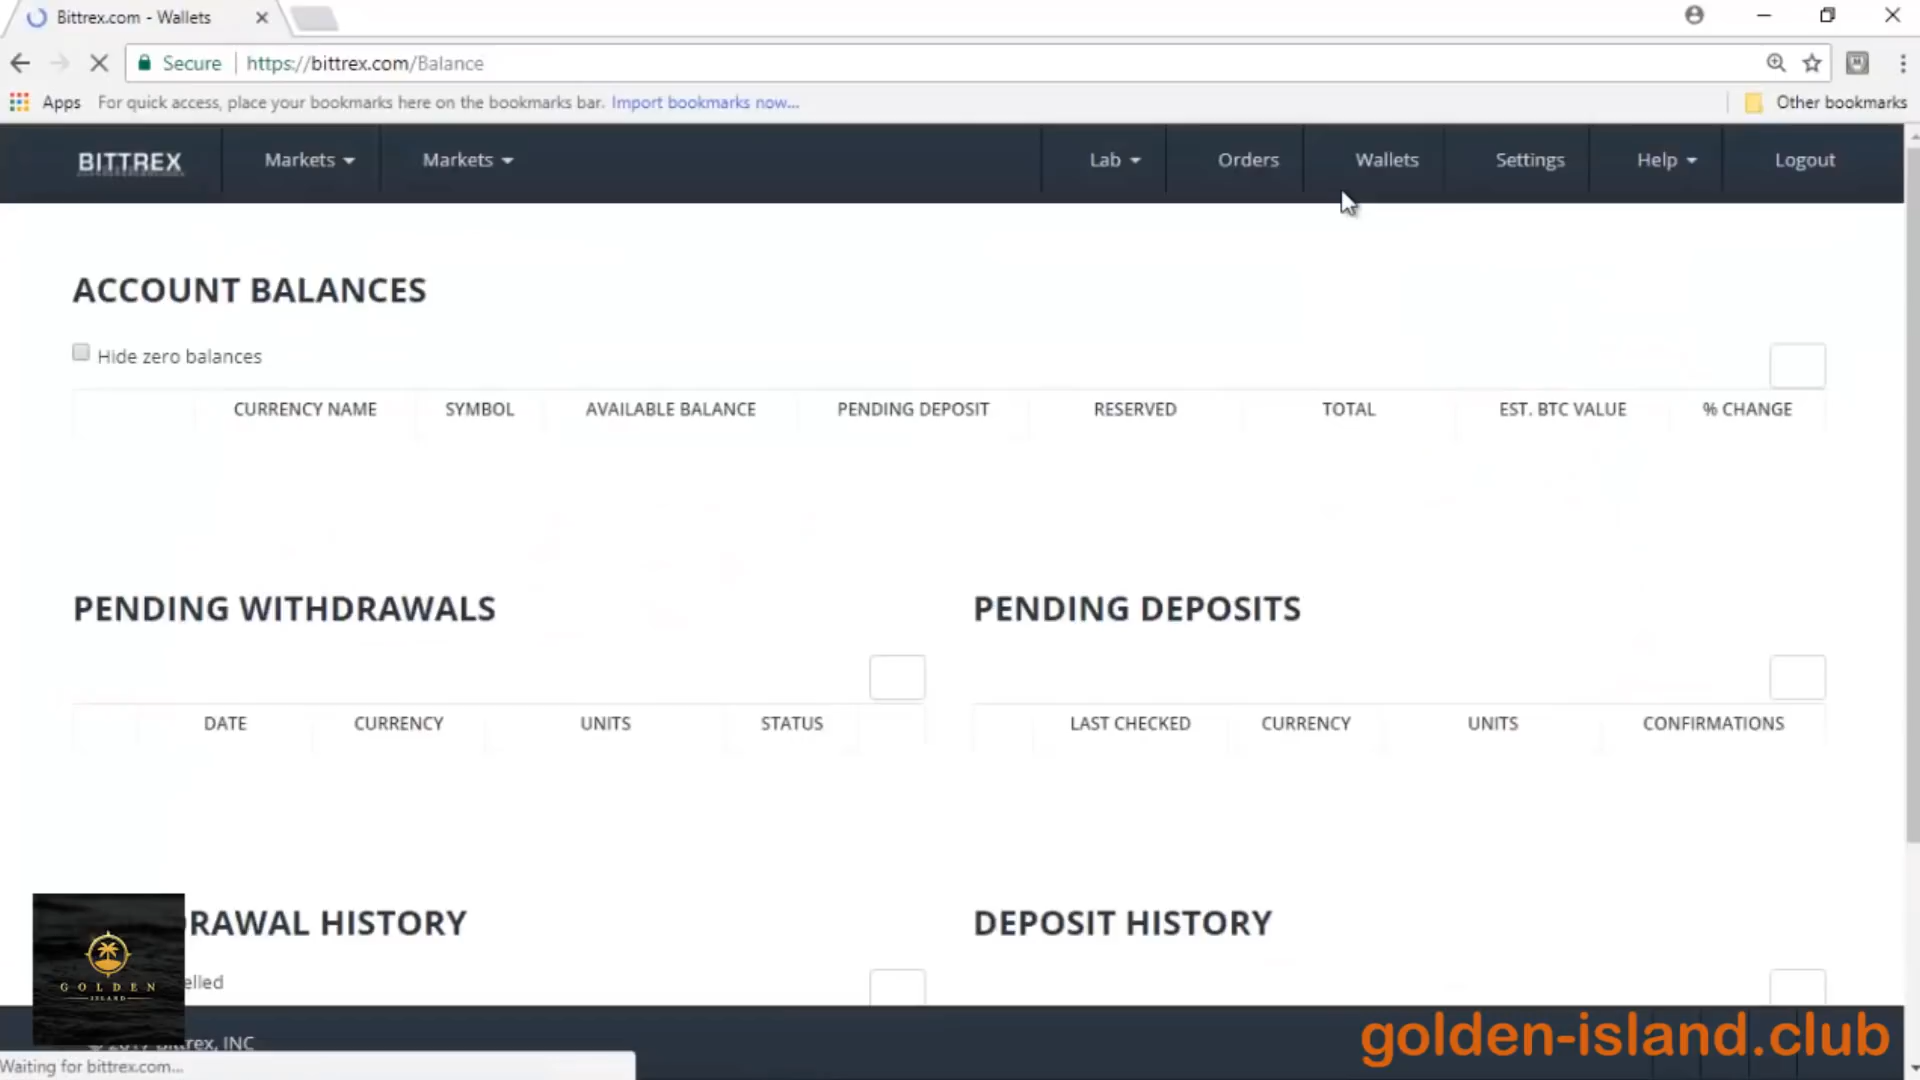 Bittrex.com - Wallets
Secure https://bittrex.com/Balance
Apps For quick access, place your bookmarks here on the bookmarks bar. Import bookmarks now... Other bookmarks
BITTREX Markets Markets Lab Orders Wallets Settings Help Logout
ACCOUNT BALANCES
Hide zero balances
CURRENCY NAME SYMBOL AVAILABLE BALANCE PENDING DEPOSIT RESERVED TOTAL EST. BTC VALUE % CHANGE
PENDING WITHDRAWALS PENDING DEPOSITS
DATE CURRENCY UNITS STATUS LAST CHECKED CURRENCY UNITS CONFIRMATIONS
RAWAL HISTORY DEPOSIT HISTORY
elled
GOLDEN
ISLAND
© 2017 Bittrex, INC
golden-island.club
Waiting for bittrex.com...